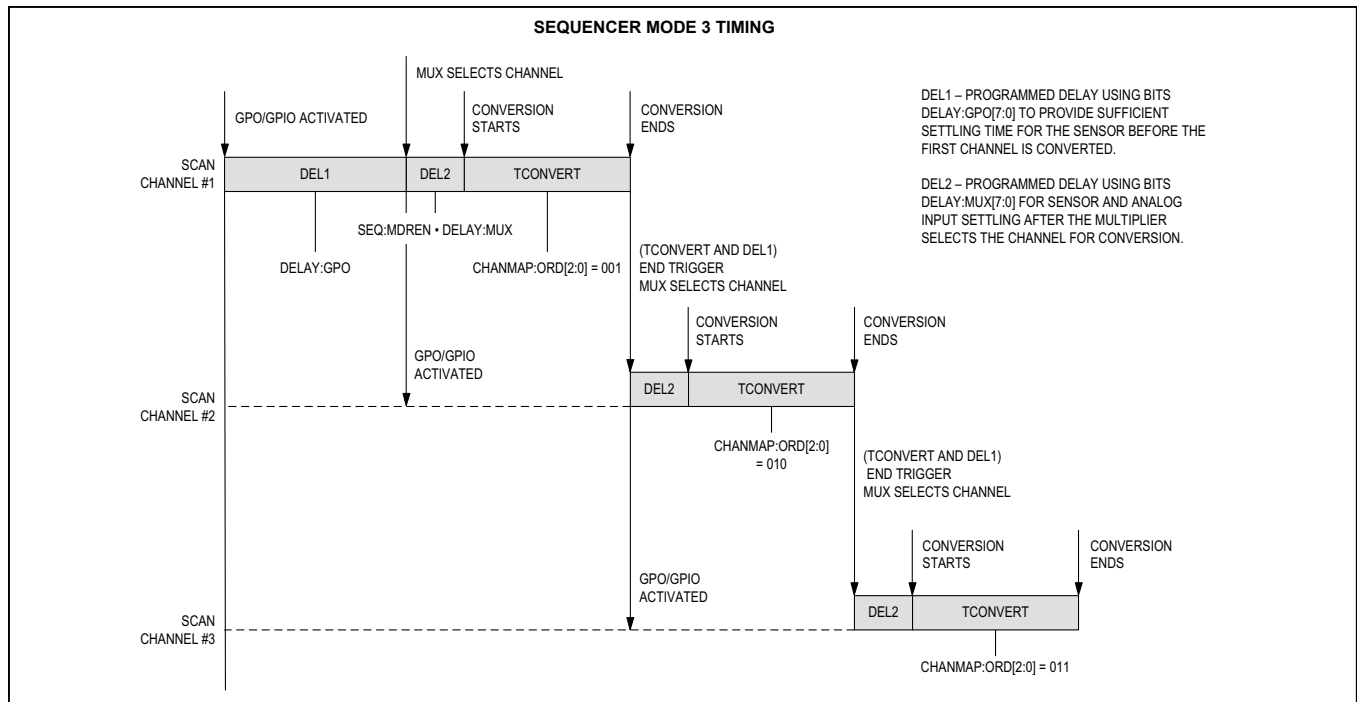 SEQUENCER MODE 3 TIMING
MUX SELECTS CHANNEL
GPO/GPIO ACTIVATED
CONVERSION
STARTS
CONVERSION
ENDS
DEL1 – PROGRAMMED DELAY USING BITS
DELAY:GPO[7:0] TO PROVIDE SUFFICIENT
SETTLING TIME FOR THE SENSOR BEFORE THE
FIRST CHANNEL IS CONVERTED.
DEL2 – PROGRAMMED DELAY USING BITS
DELAY:MUX[7:0] FOR SENSOR AND ANALOG
INPUT SETTLING AFTER THE MULTIPLIER
SELECTS THE CHANNEL FOR CONVERSION.
SCAN
CHANNEL #1
DEL1
DEL2
TCONVERT
SEQ:MDREN • DELAY:MUX
DELAY:GPO
CHANMAP:ORD[2:0] = 001
(TCONVERT AND DEL1)
END TRIGGER
MUX SELECTS CHANNEL
CONVERSION
STARTS
CONVERSION
ENDS
GPO/GPIO
ACTIVATED
SCAN
CHANNEL #2
DEL2
TCONVERT
CHANMAP:ORD[2:0]
= 010
(TCONVERT AND DEL1)
END TRIGGER
MUX SELECTS CHANNEL
CONVERSION
STARTS
CONVERSION
ENDS
GPO/GPIO
ACTIVATED
SCAN
CHANNEL #3
DEL2
TCONVERT
CHANMAP:ORD[2:0] = 011